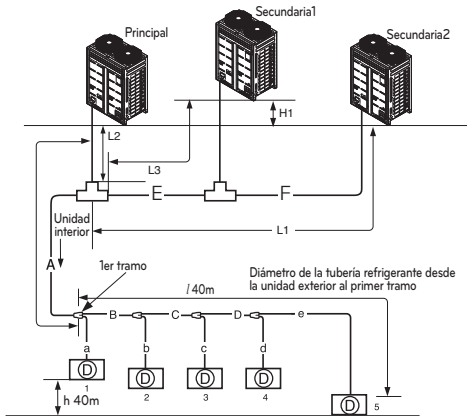 Principal
Secundaria1
Secundaria2
H1
L2
L3
E
F
L1
Unidad
interior
A
1er tramo
Diámetro de la tubería refrigerante desde
la unidad exterior al primer tramo
l 40m
B
C
D
e
a
b
c
d
D
D
D
D
D
1
2
3
4
5
h 40m